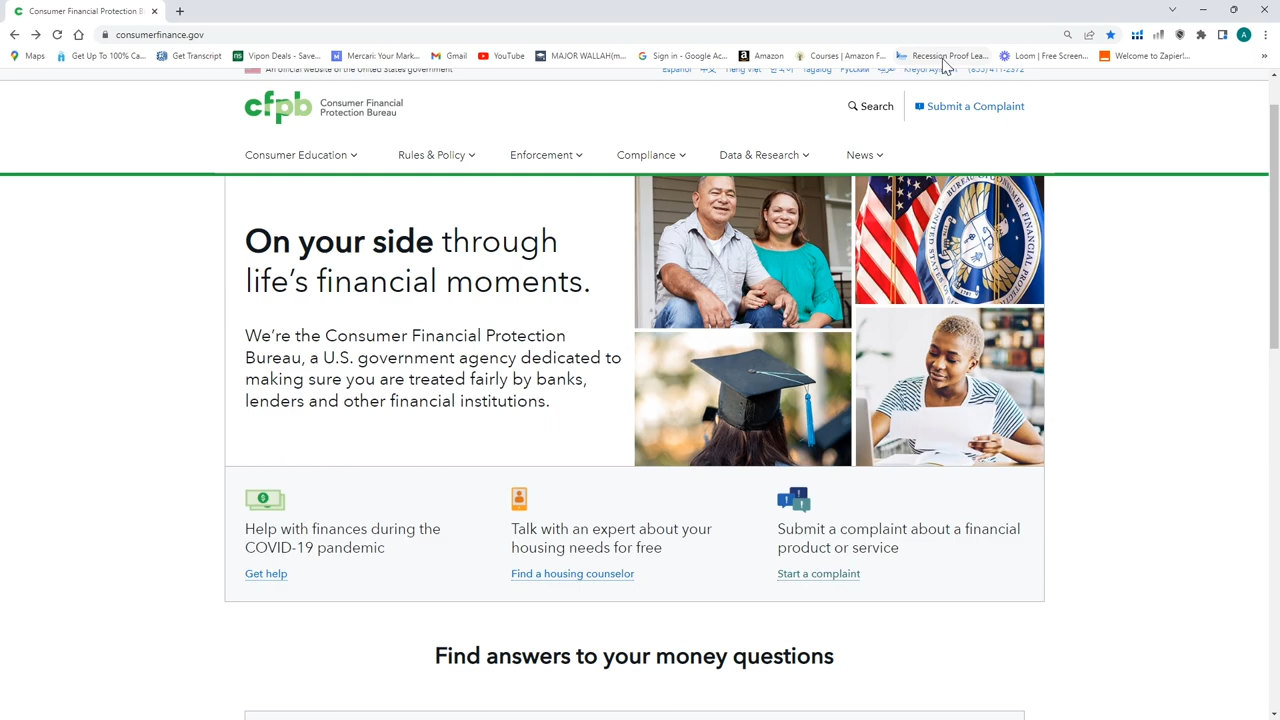 Consumer Financial Protection B
consumerfinance.gov
Maps
Get Up To 100% Ca...
Get Transcript
Vipon Deals - Save...
Mercari: Your Mark...
Gmail
YouTube
MAJOR WALLAH(m...
Sign in - Google Ac...
Amazon
Courses | Amazon F...
Recession Proof Lea...
Loom | Free Screen...
Welcome to Zapier!...
An official website of the United States government
Español 中文 Tiếng Việt 한국어 Tagalog Русский (855) 411-2372
cfpb Consumer Financial
Protection Bureau
Search
Submit a Complaint
Consumer Education
Rules & Policy
Enforcement
Compliance
Data & Research
News
On your side through
life's financial moments.
We're the Consumer Financial Protection
Bureau, a U.S. government agency dedicated to
making sure you are treated fairly by banks,
lenders and other financial institutions.
Help with finances during the
COVID-19 pandemic
Get help
Talk with an expert about your
housing needs for free
Find a housing counselor
Submit a complaint about a financial
product or service
Start a complaint
Find answers to your money questions